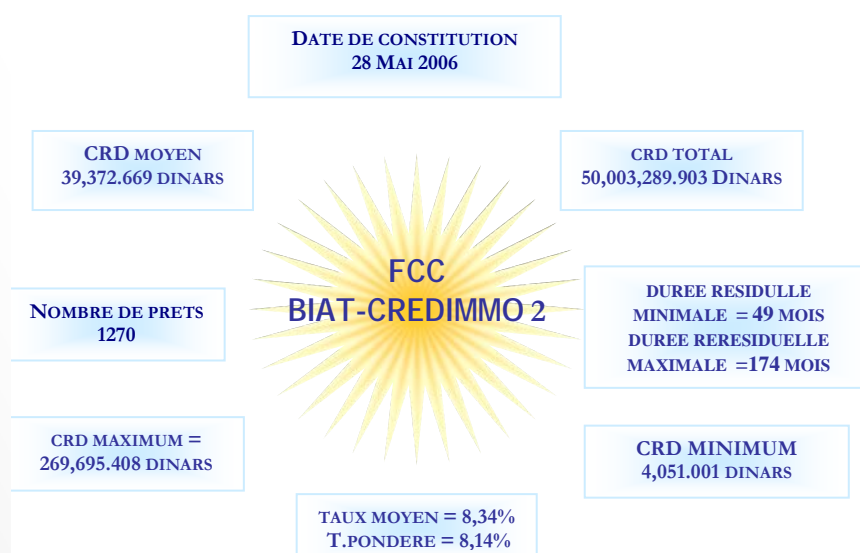 DATE DE CONSTITUTION
28 MAI 2006
CRD MOYEN
39,372.669 DINARS
CRD TOTAL
50,003,289.903 DINARS
FCC
BIAT-CREDIMMO 2
NOMBRE DE PRETS
1270
DUREE RESIDULLE
MINIMALE = 49 MOIS
DUREE RERESIDUELLE
MAXIMALE =174 MOIS
CRD MAXIMUM =
269,695.408 DINARS
CRD MINIMUM
4,051.001 DINARS
TAUX MOYEN = 8,34%
T.PONDERE = 8,14%